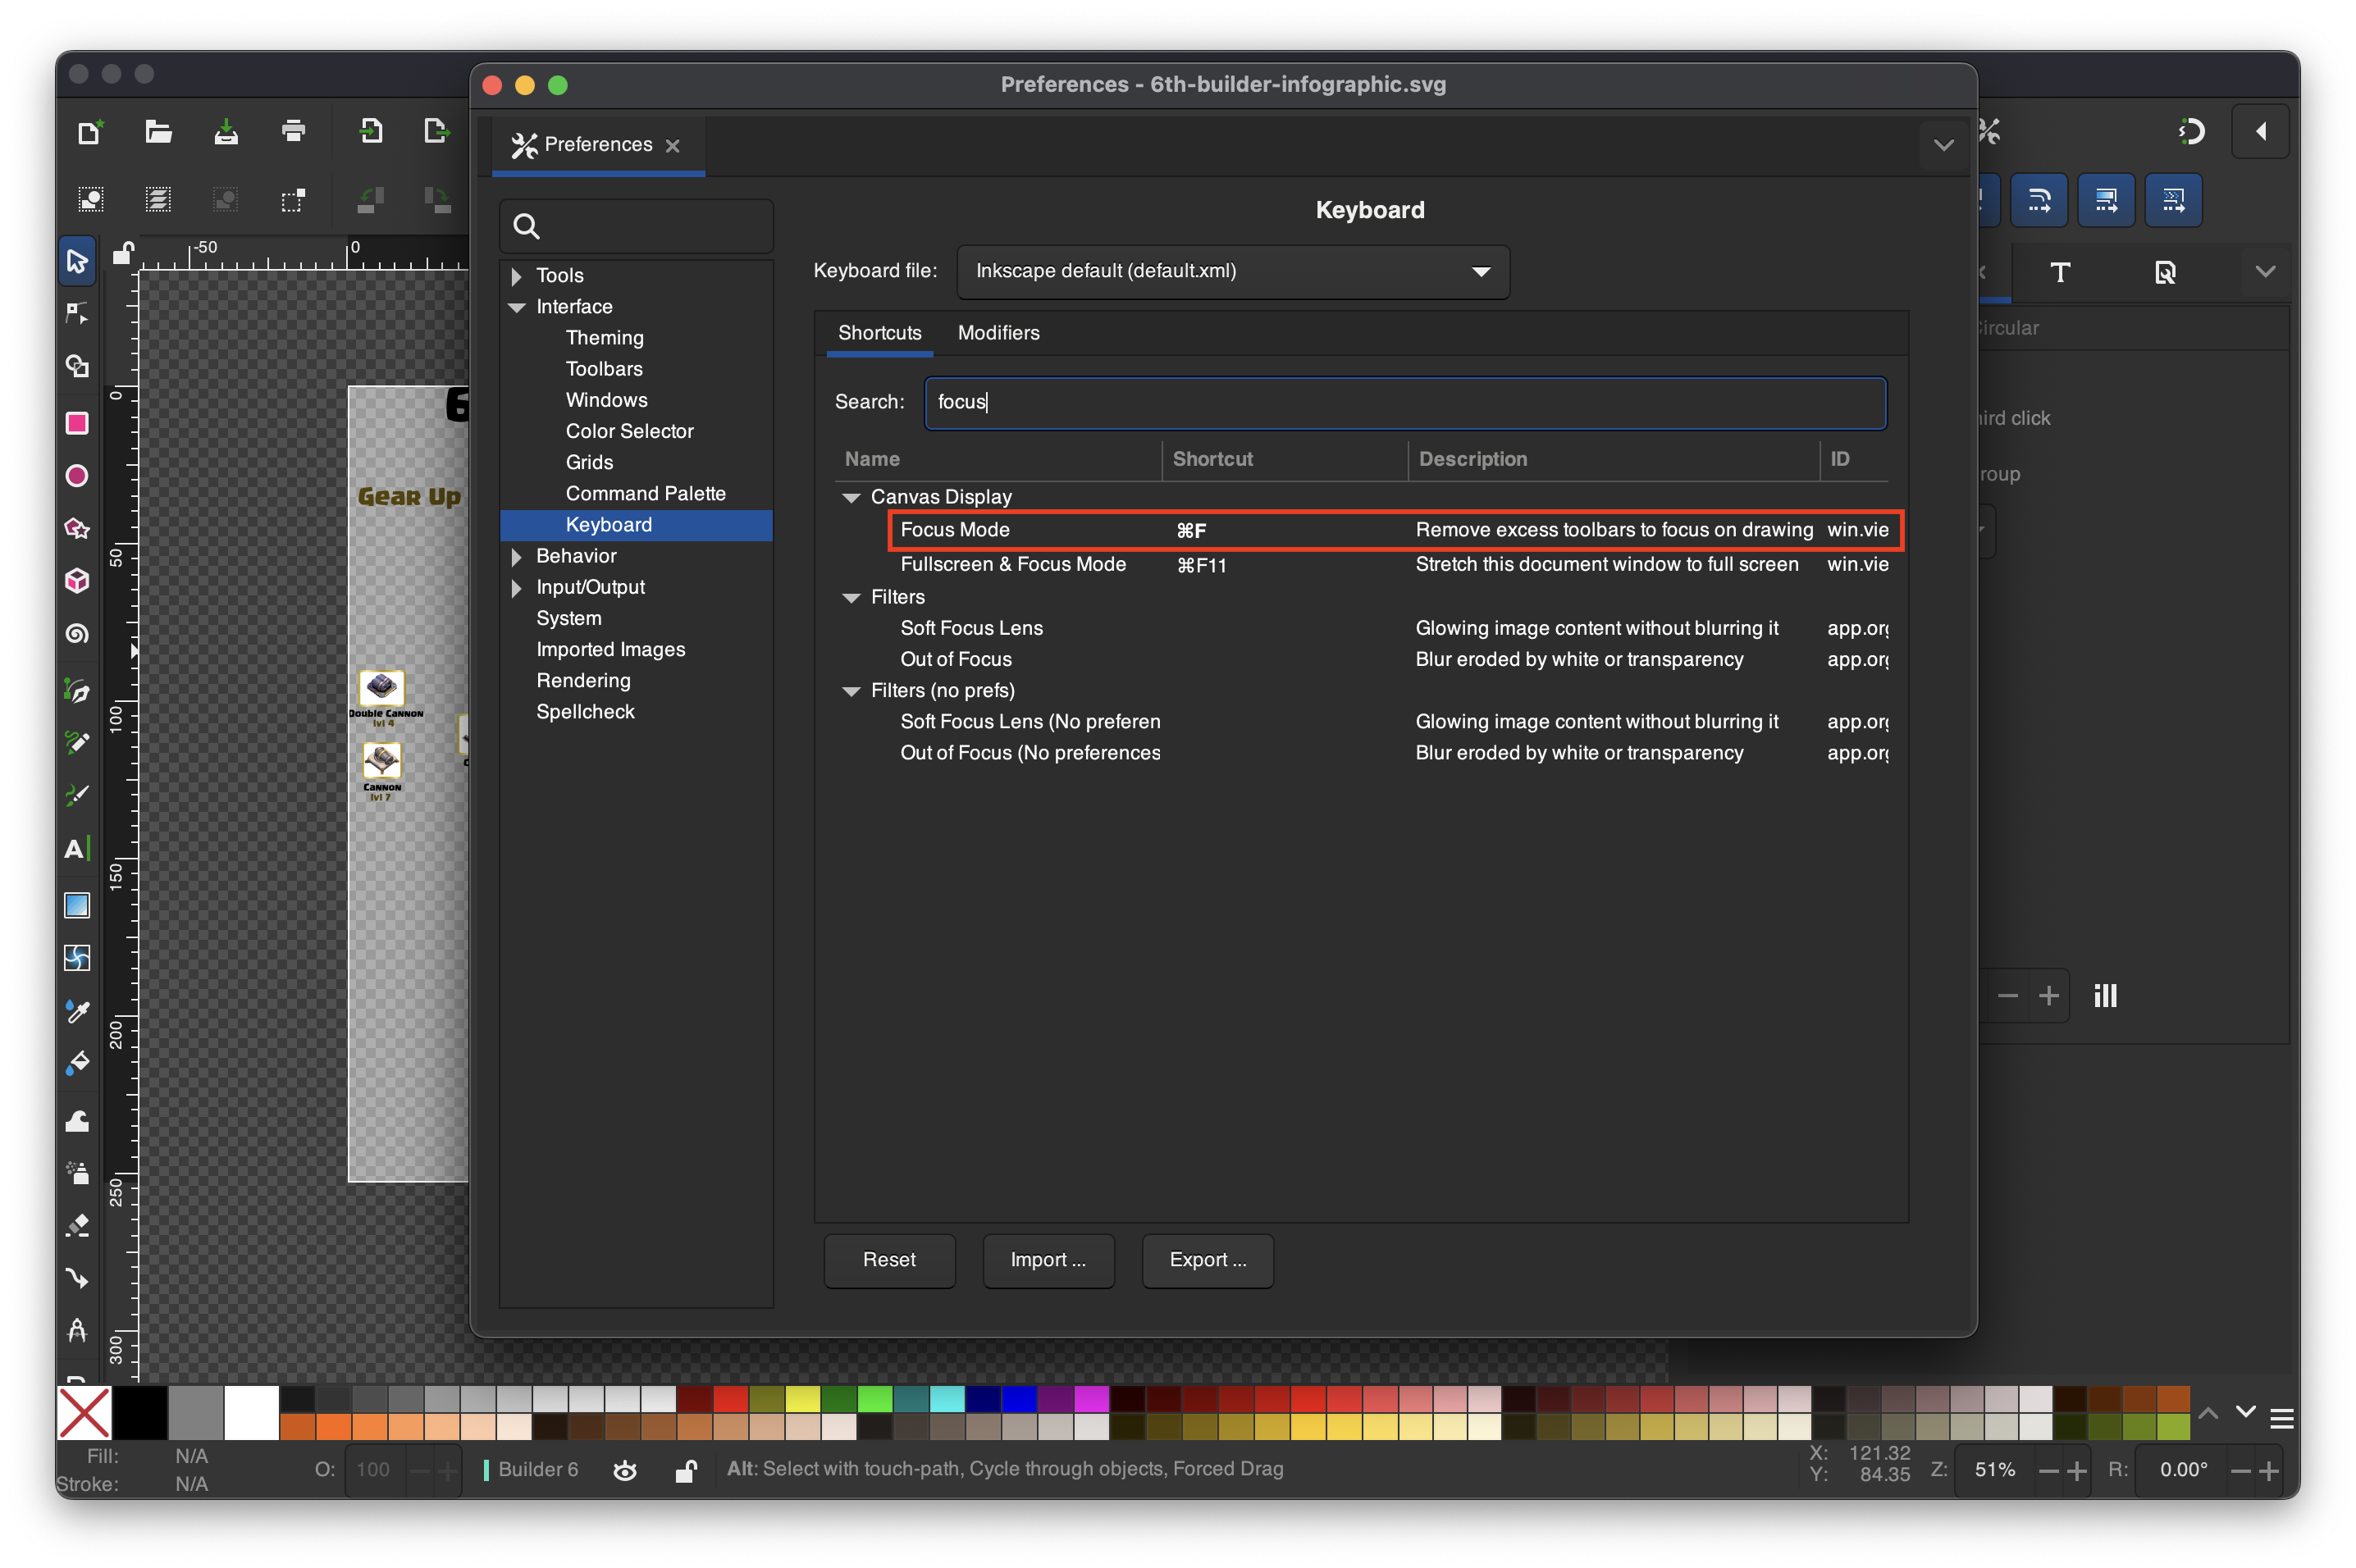 Preferences - 6th-builder-infographic.svg
Preferences
Keyboard
Keyboard file:
Inkscape default (default.xml)
Tools
Interface
Theming
Toolbars
Windows
Color Selector
Grids
Command Palette
Keyboard
Behavior
Input/Output
System
Imported Images
Rendering
Spellcheck
Shortcuts Modifiers
Search: focus
Name Shortcut Description ID
Canvas Display
Focus Mode ⌘F Remove excess toolbars to focus on drawing win.vie
Fullscreen & Focus Mode ⌘F11 Stretch this document window to full screen win.vie
Filters
Soft Focus Lens Glowing image content without blurring it app.org
Out of Focus Blur eroded by white or transparency app.org
Filters (no prefs)
Soft Focus Lens (No preferen Glowing image content without blurring it app.org
Out of Focus (No preferences Blur eroded by white or transparency app.org
Reset Import ... Export ...
-50 0
0
50
100
150
200
250
300
6
Gear Up
Double Cannon
lvl 4
Cannon
lvl 7
Circular
hird click
roup
Fill: N/A
Stroke: N/A
O: 100
Builder 6
Alt: Select with touch-path, Cycle through objects, Forced Drag
X: 121.32
Y: 84.35
Z: 51%
R: 0.00°